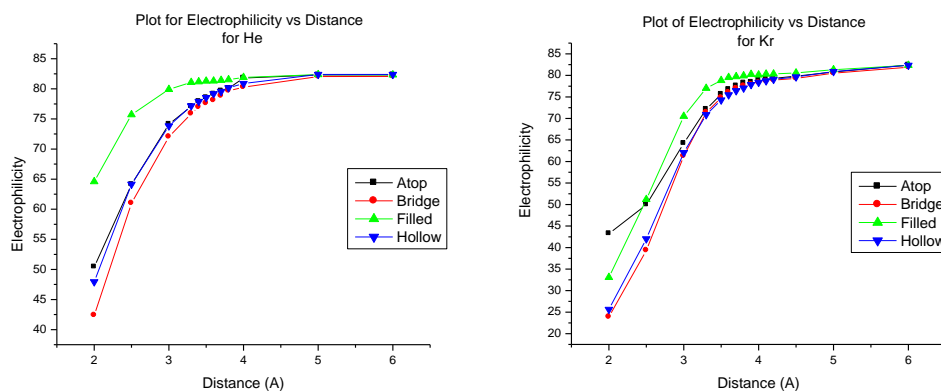 Plot for Electrophilicity vs Distance
for He
Electrophilicity
85
80
75
70
65
60
55
50
45
40
2
3
4
5
6
Distance (A)
Atop
Bridge
Filled
Hollow
Plot of Electrophilicity vs Distance
for Kr
Electrophilicity
85
80
75
70
65
60
55
50
45
40
35
30
25
20
2
3
4
5
6
Distance (A)
Atop
Bridge
Filled
Hollow